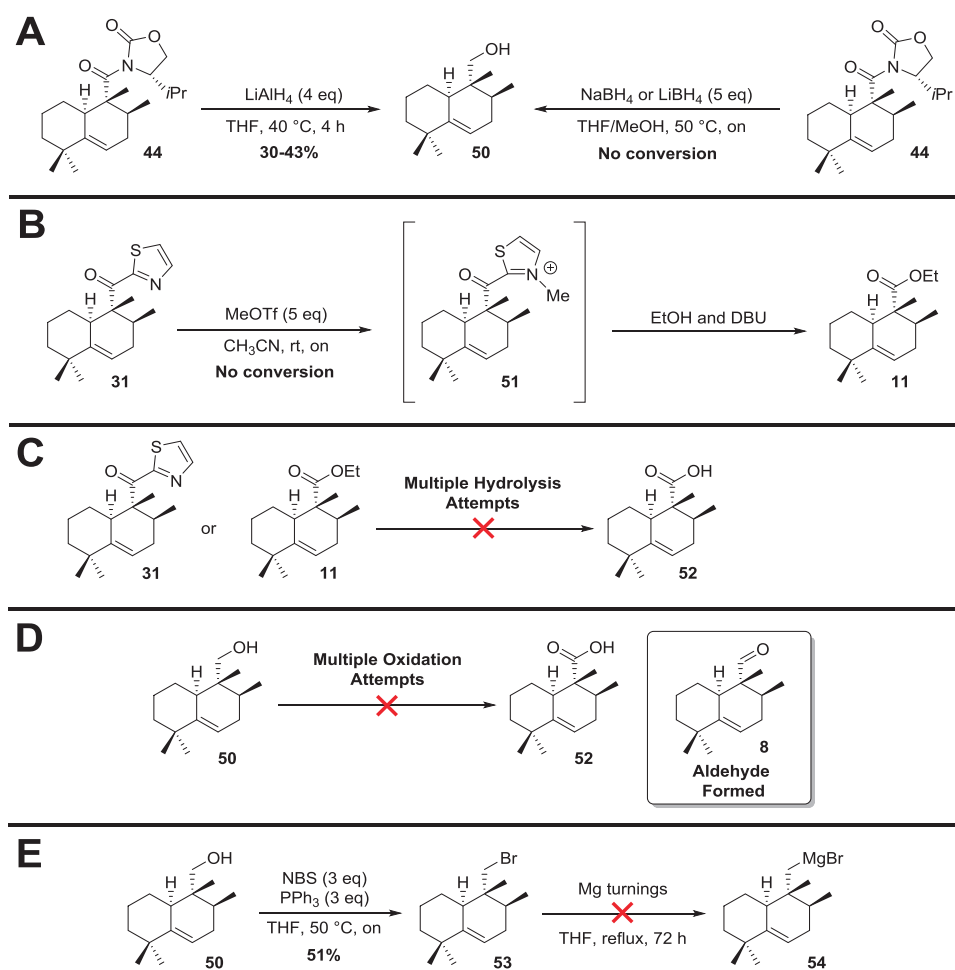 A
O
O
N
O
iPr
H
44
LiAlH4 (4 eq)
THF, 40 °C, 4 h
30-43%
OH
H
50
NaBH4 or LiBH4 (5 eq)
THF/MeOH, 50 °C, on
No conversion
O
O
N
O
iPr
H
44
B
S
N
O
H
31
MeOTf (5 eq)
CH3CN, rt, on
No conversion
S
N
⊕
Me
O
H
51
EtOH and DBU
O
OEt
H
11
C
S
N
O
H
31
or
O
OEt
H
11
Multiple Hydrolysis
Attempts
O
OH
H
52
D
OH
H
50
Multiple Oxidation
Attempts
O
OH
H
52
O
H
8
Aldehyde
Formed
E
OH
H
50
NBS (3 eq)
PPh3 (3 eq)
THF, 50 °C, on
51%
Br
H
53
Mg turnings
THF, reflux, 72 h
MgBr
H
54